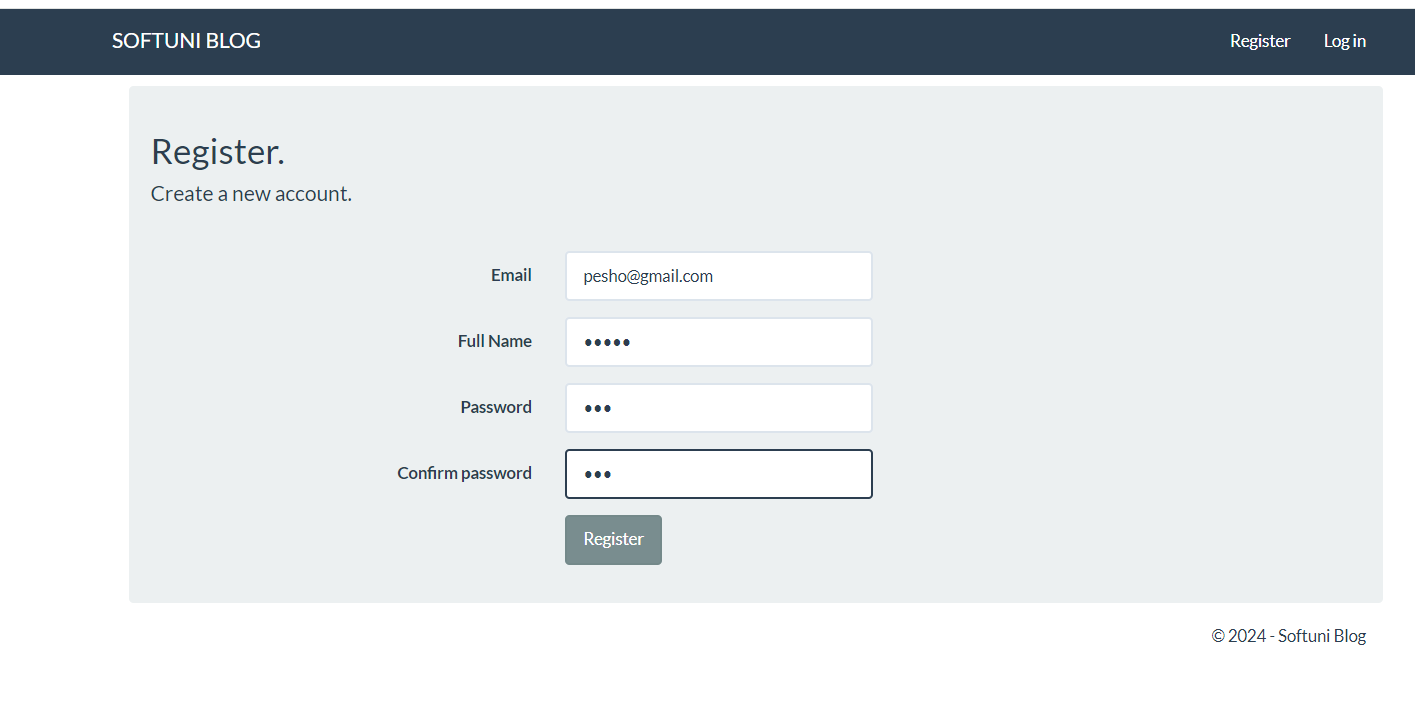 SOFTUNI BLOG Register Log in
Register.
Create a new account.
Email pesho@gmail.com
Full Name •••••
Password •••
Confirm password •••
Register
© 2024 - Softuni Blog